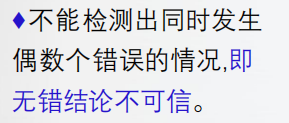 ♦不能检测出同时发生
偶数个错误的情况,即
无错结论不可信。